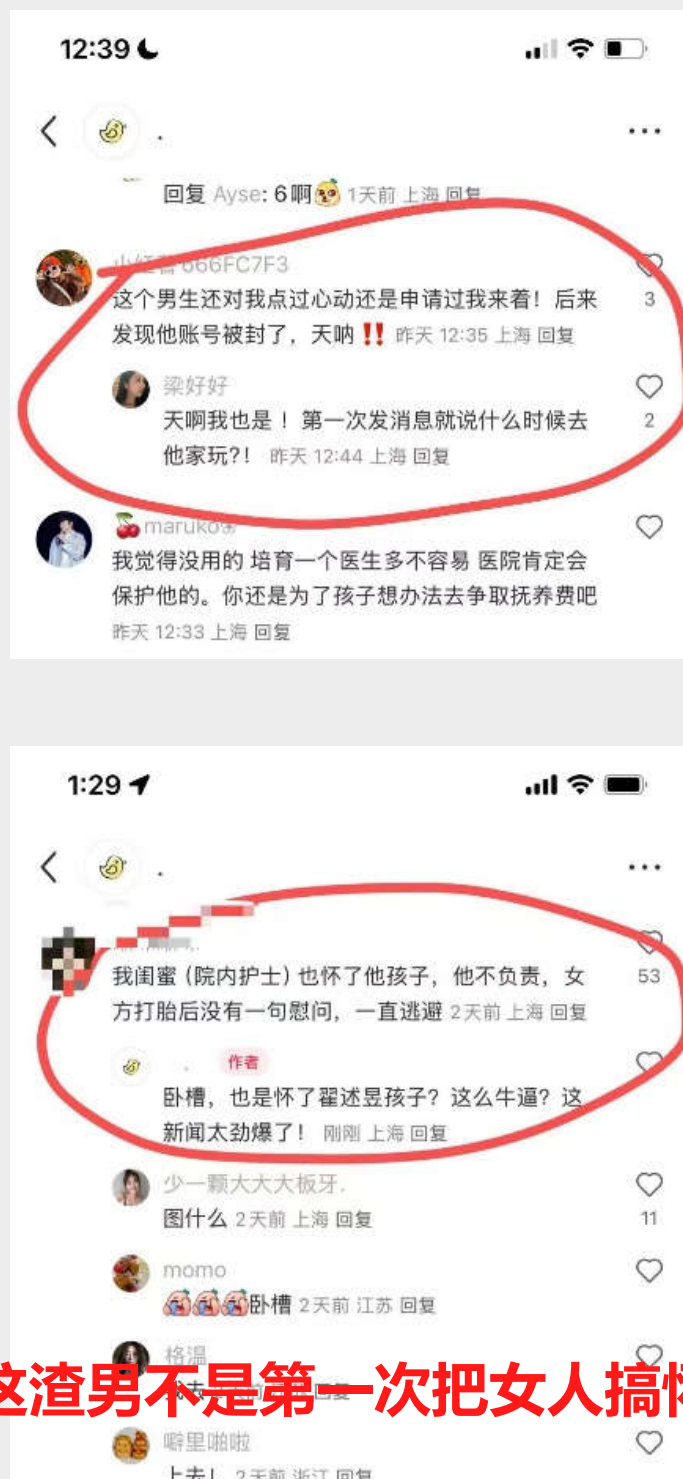 12:39
.
回复 Ayse: 6啊 1天前 上海 回复
小红薯666FC7F3
这个男生还对我点过心动还是申请过我来着！后来
3
发现他账号被封了，天呐‼️ 昨天 12:35 上海 回复
梁好好
天啊我也是！第一次发消息就说什么时候去
2
他家玩?！ 昨天 12:44 上海 回复
🍒maruko
我觉得没用的 培育一个医生多不容易 医院肯定会
保护他的。你还是为了孩子想办法去争取抚养费吧
昨天 12:33 上海 回复
1:29
.
我闺蜜（院内护士）也怀了他孩子，他不负责，女
53
方打胎后没有一句慰问，一直逃避 2天前 上海 回复
. 作者
卧槽，也是怀了翟述昱孩子？这么牛逼？这
新闻太劲爆了！ 刚刚 上海 回复
少一颗大大大板牙.
图什么 2天前 上海 回复
11
momo
卧槽 2天前 江苏 回复
格温
这渣男不是第一次把女人搞怀
噼里啪啦
上去！ 2天前 浙江 回复